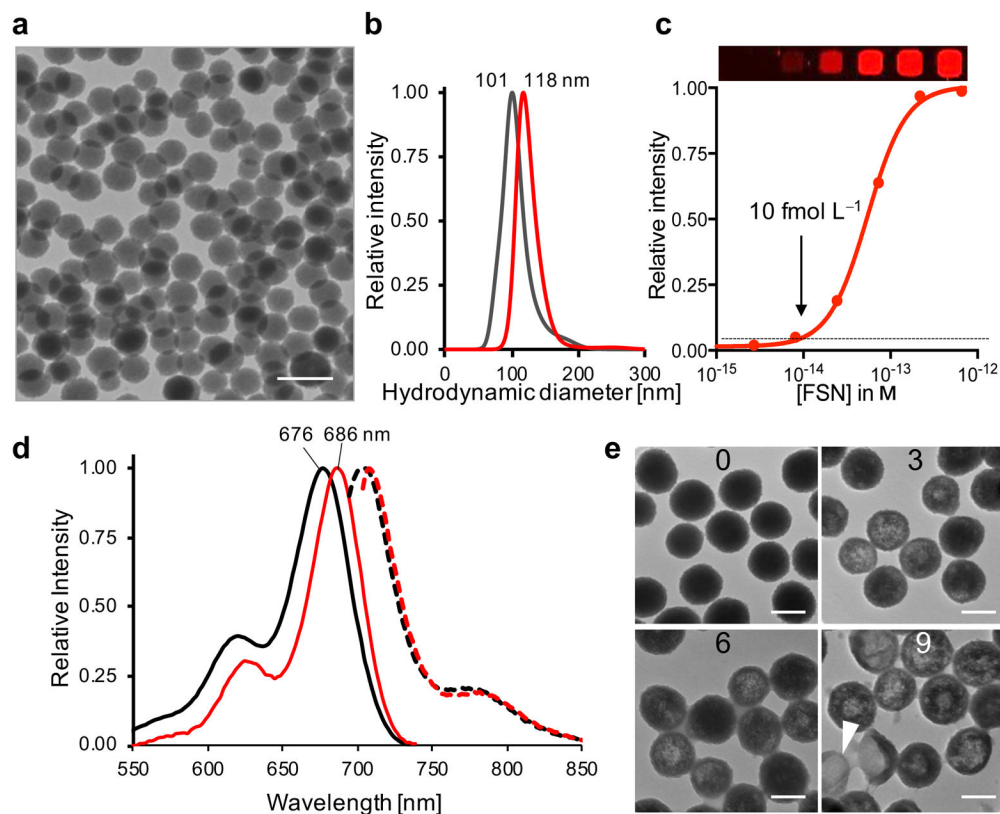 a
b
101 118 nm
1.00
0.75
0.50
0.25
0.00
Relative intensity
0 100 200 300
Hydrodynamic diameter [nm]
c
1.00
0.75
0.50
0.25
0.00
Relative intensity
10 fmol L⁻¹
10⁻¹⁵ 10⁻¹⁴ 10⁻¹³ 10⁻¹²
[FSN] in M
d
676 686 nm
1.00
0.75
0.50
0.25
0.00
Relative Intensity
550 600 650 700 750 800 850
Wavelength [nm]
e
0
3
6
9